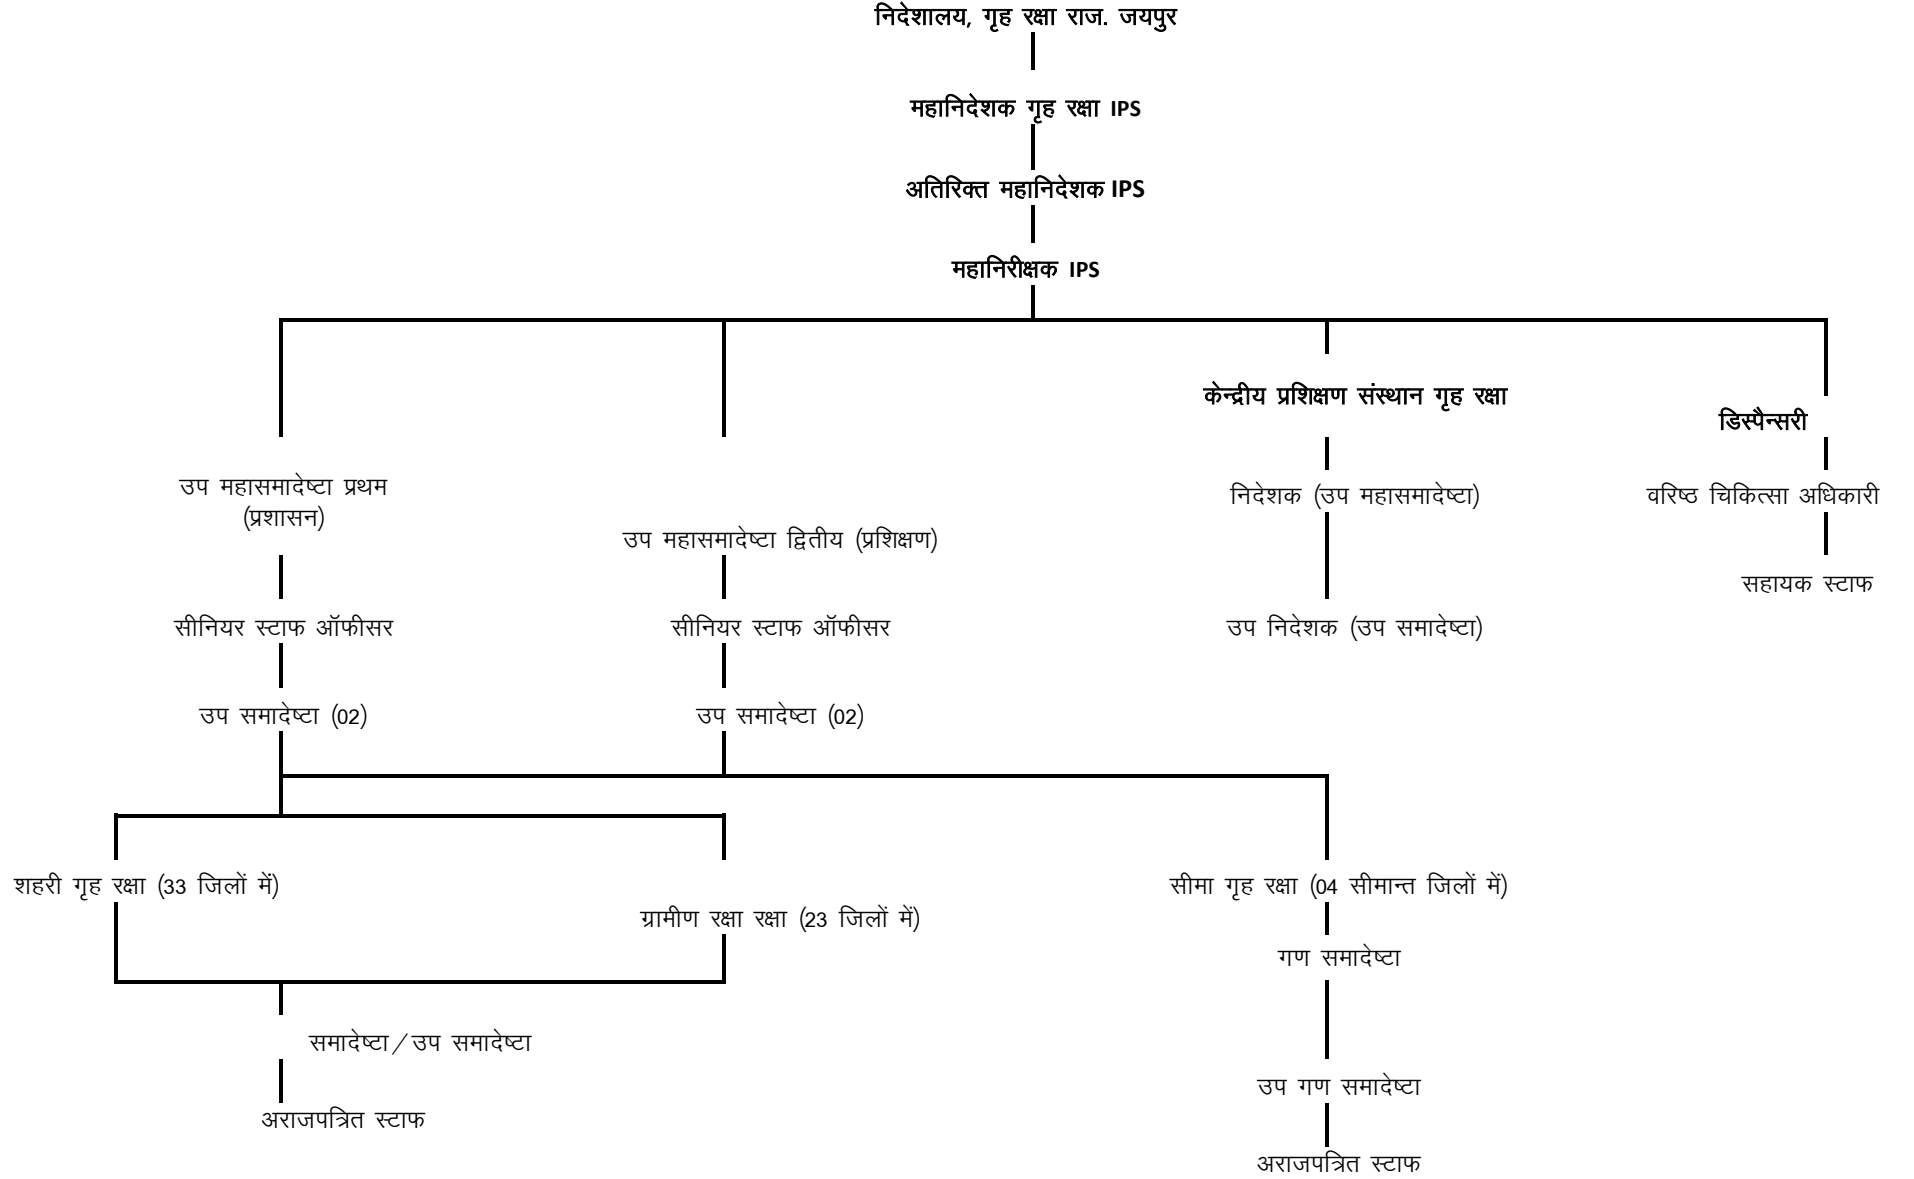 निदेशालय, गृह रक्षा राज. जयपुर
महानिदेशक गृह रक्षा IPS
अतिरिक्त महानिदेशक IPS
महानिरीक्षक IPS
केन्द्रीय प्रशिक्षण संस्थान गृह रक्षा
डिस्पैन्सरी
उप महासमादेष्टा प्रथम
(प्रशासन)
निदेशक (उप महासमादेष्टा)
वरिष्ठ चिकित्सा अधिकारी
उप महासमादेष्टा द्वितीय (प्रशिक्षण)
सहायक स्टाफ
सीनियर स्टाफ ऑफीसर
सीनियर स्टाफ ऑफीसर
उप निदेशक (उप समादेष्टा)
उप समादेष्टा (02)
उप समादेष्टा (02)
शहरी गृह रक्षा (33 जिलों में)
सीमा गृह रक्षा (04 सीमान्त जिलों में)
ग्रामीण रक्षा रक्षा (23 जिलों में)
गण समादेष्टा
समादेष्टा/उप समादेष्टा
उप गण समादेष्टा
अराजपत्रित स्टाफ
अराजपत्रित स्टाफ